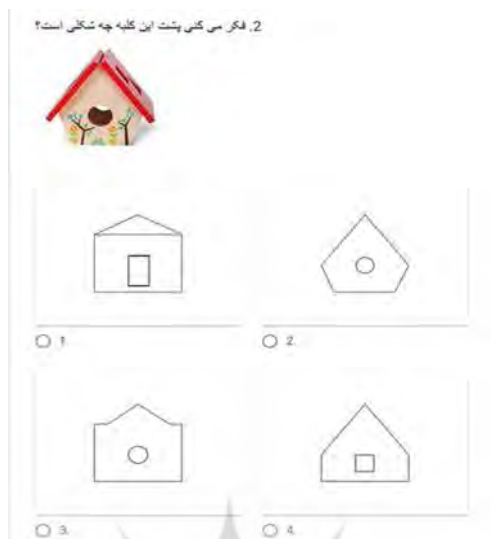 2. فکر می کنی پشت این کلبه چه شکلی است؟
1.
2.
3.
4.